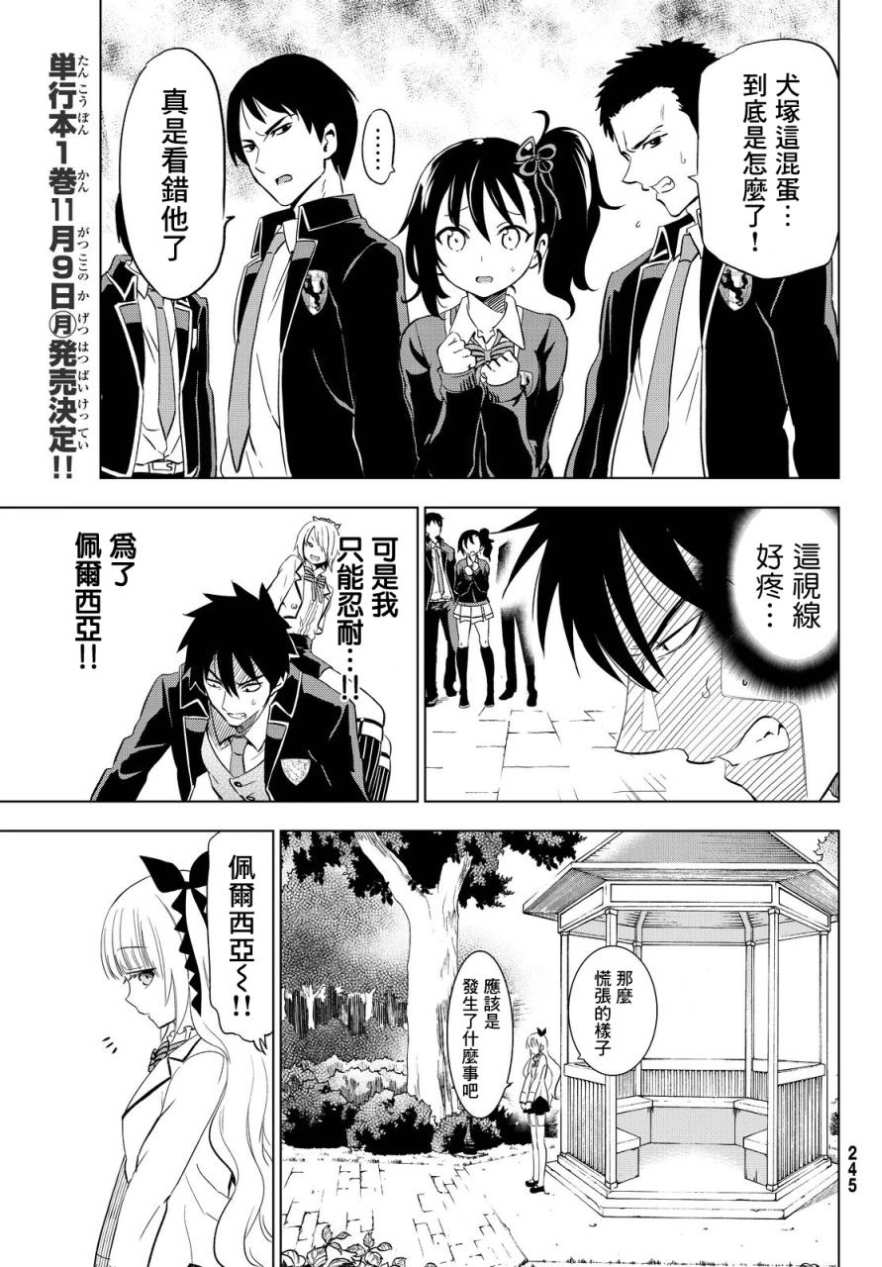 犬塚這混蛋…
到底是怎麼了！
……
真是看錯他了
たんこうぼん　かん　がつここのか　げつはつばいけってい
単行本1巻11月9日㊊発売決定!!
這視線
好疼…
可是我
只能忍耐…!!
為了
佩爾西亞!!
那麼
慌張的樣子
應該是
發生了什麼事吧
佩爾西亞～!!
245